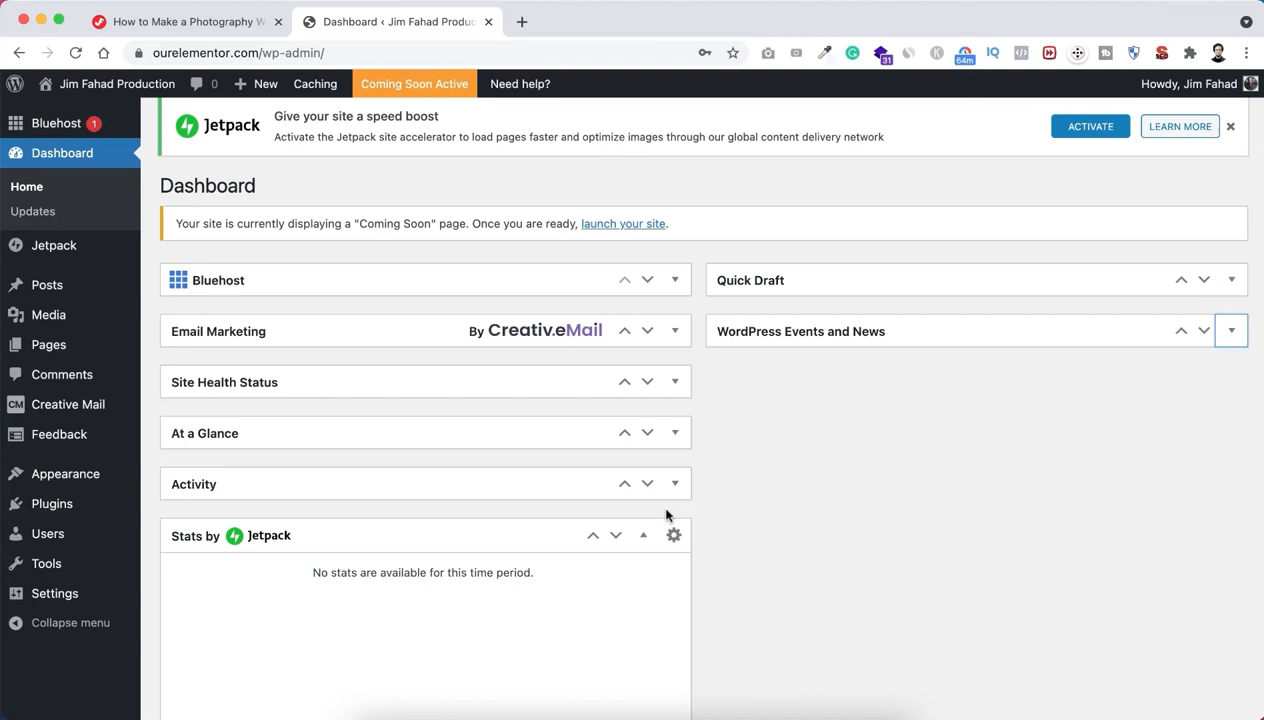 How to Make a Photography W
Dashboard ‹ Jim Fahad Produc
ourelementor.com/wp-admin/
31
64m
IQ
Jim Fahad Production
0
New
Caching
Coming Soon Active
Need help?
Howdy, Jim Fahad
Bluehost 1
Dashboard
Home
Updates
Jetpack
Posts
Media
Pages
Comments
CM Creative Mail
Feedback
Appearance
Plugins
Users
Tools
Settings
Collapse menu
Jetpack
Give your site a speed boost
Activate the Jetpack site accelerator to load pages faster and optimize images through our global content delivery network
ACTIVATE
LEARN MORE
Dashboard
Your site is currently displaying a "Coming Soon" page. Once you are ready, launch your site.
Bluehost
Quick Draft
Email Marketing By Creativ.eMail
WordPress Events and News
Site Health Status
At a Glance
Activity
Stats by Jetpack
No stats are available for this time period.